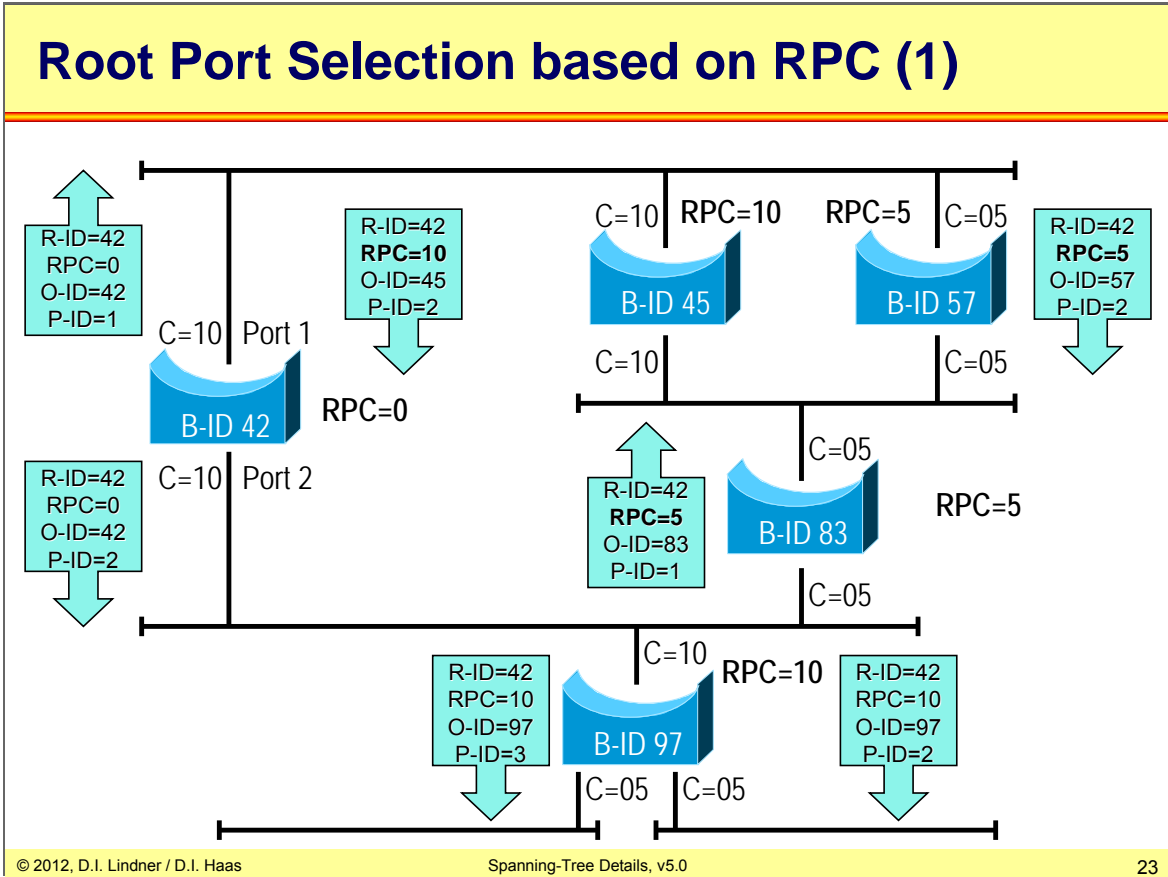 Root Port Selection based on RPC (1)
R-ID=42
RPC=0
O-ID=42
P-ID=1
R-ID=42
RPC=10
O-ID=45
P-ID=2
C=10
RPC=10
RPC=5
C=05
R-ID=42
RPC=5
O-ID=57
P-ID=2
B-ID 45
B-ID 57
C=10
Port 1
C=10
C=05
B-ID 42
RPC=0
C=10
Port 2
R-ID=42
RPC=0
O-ID=42
P-ID=2
C=05
R-ID=42
RPC=5
O-ID=83
P-ID=1
B-ID 83
RPC=5
C=05
C=10
RPC=10
R-ID=42
RPC=10
O-ID=97
P-ID=3
B-ID 97
R-ID=42
RPC=10
O-ID=97
P-ID=2
C=05
C=05
© 2012, D.I. Lindner / D.I. Haas
Spanning-Tree Details, v5.0
23